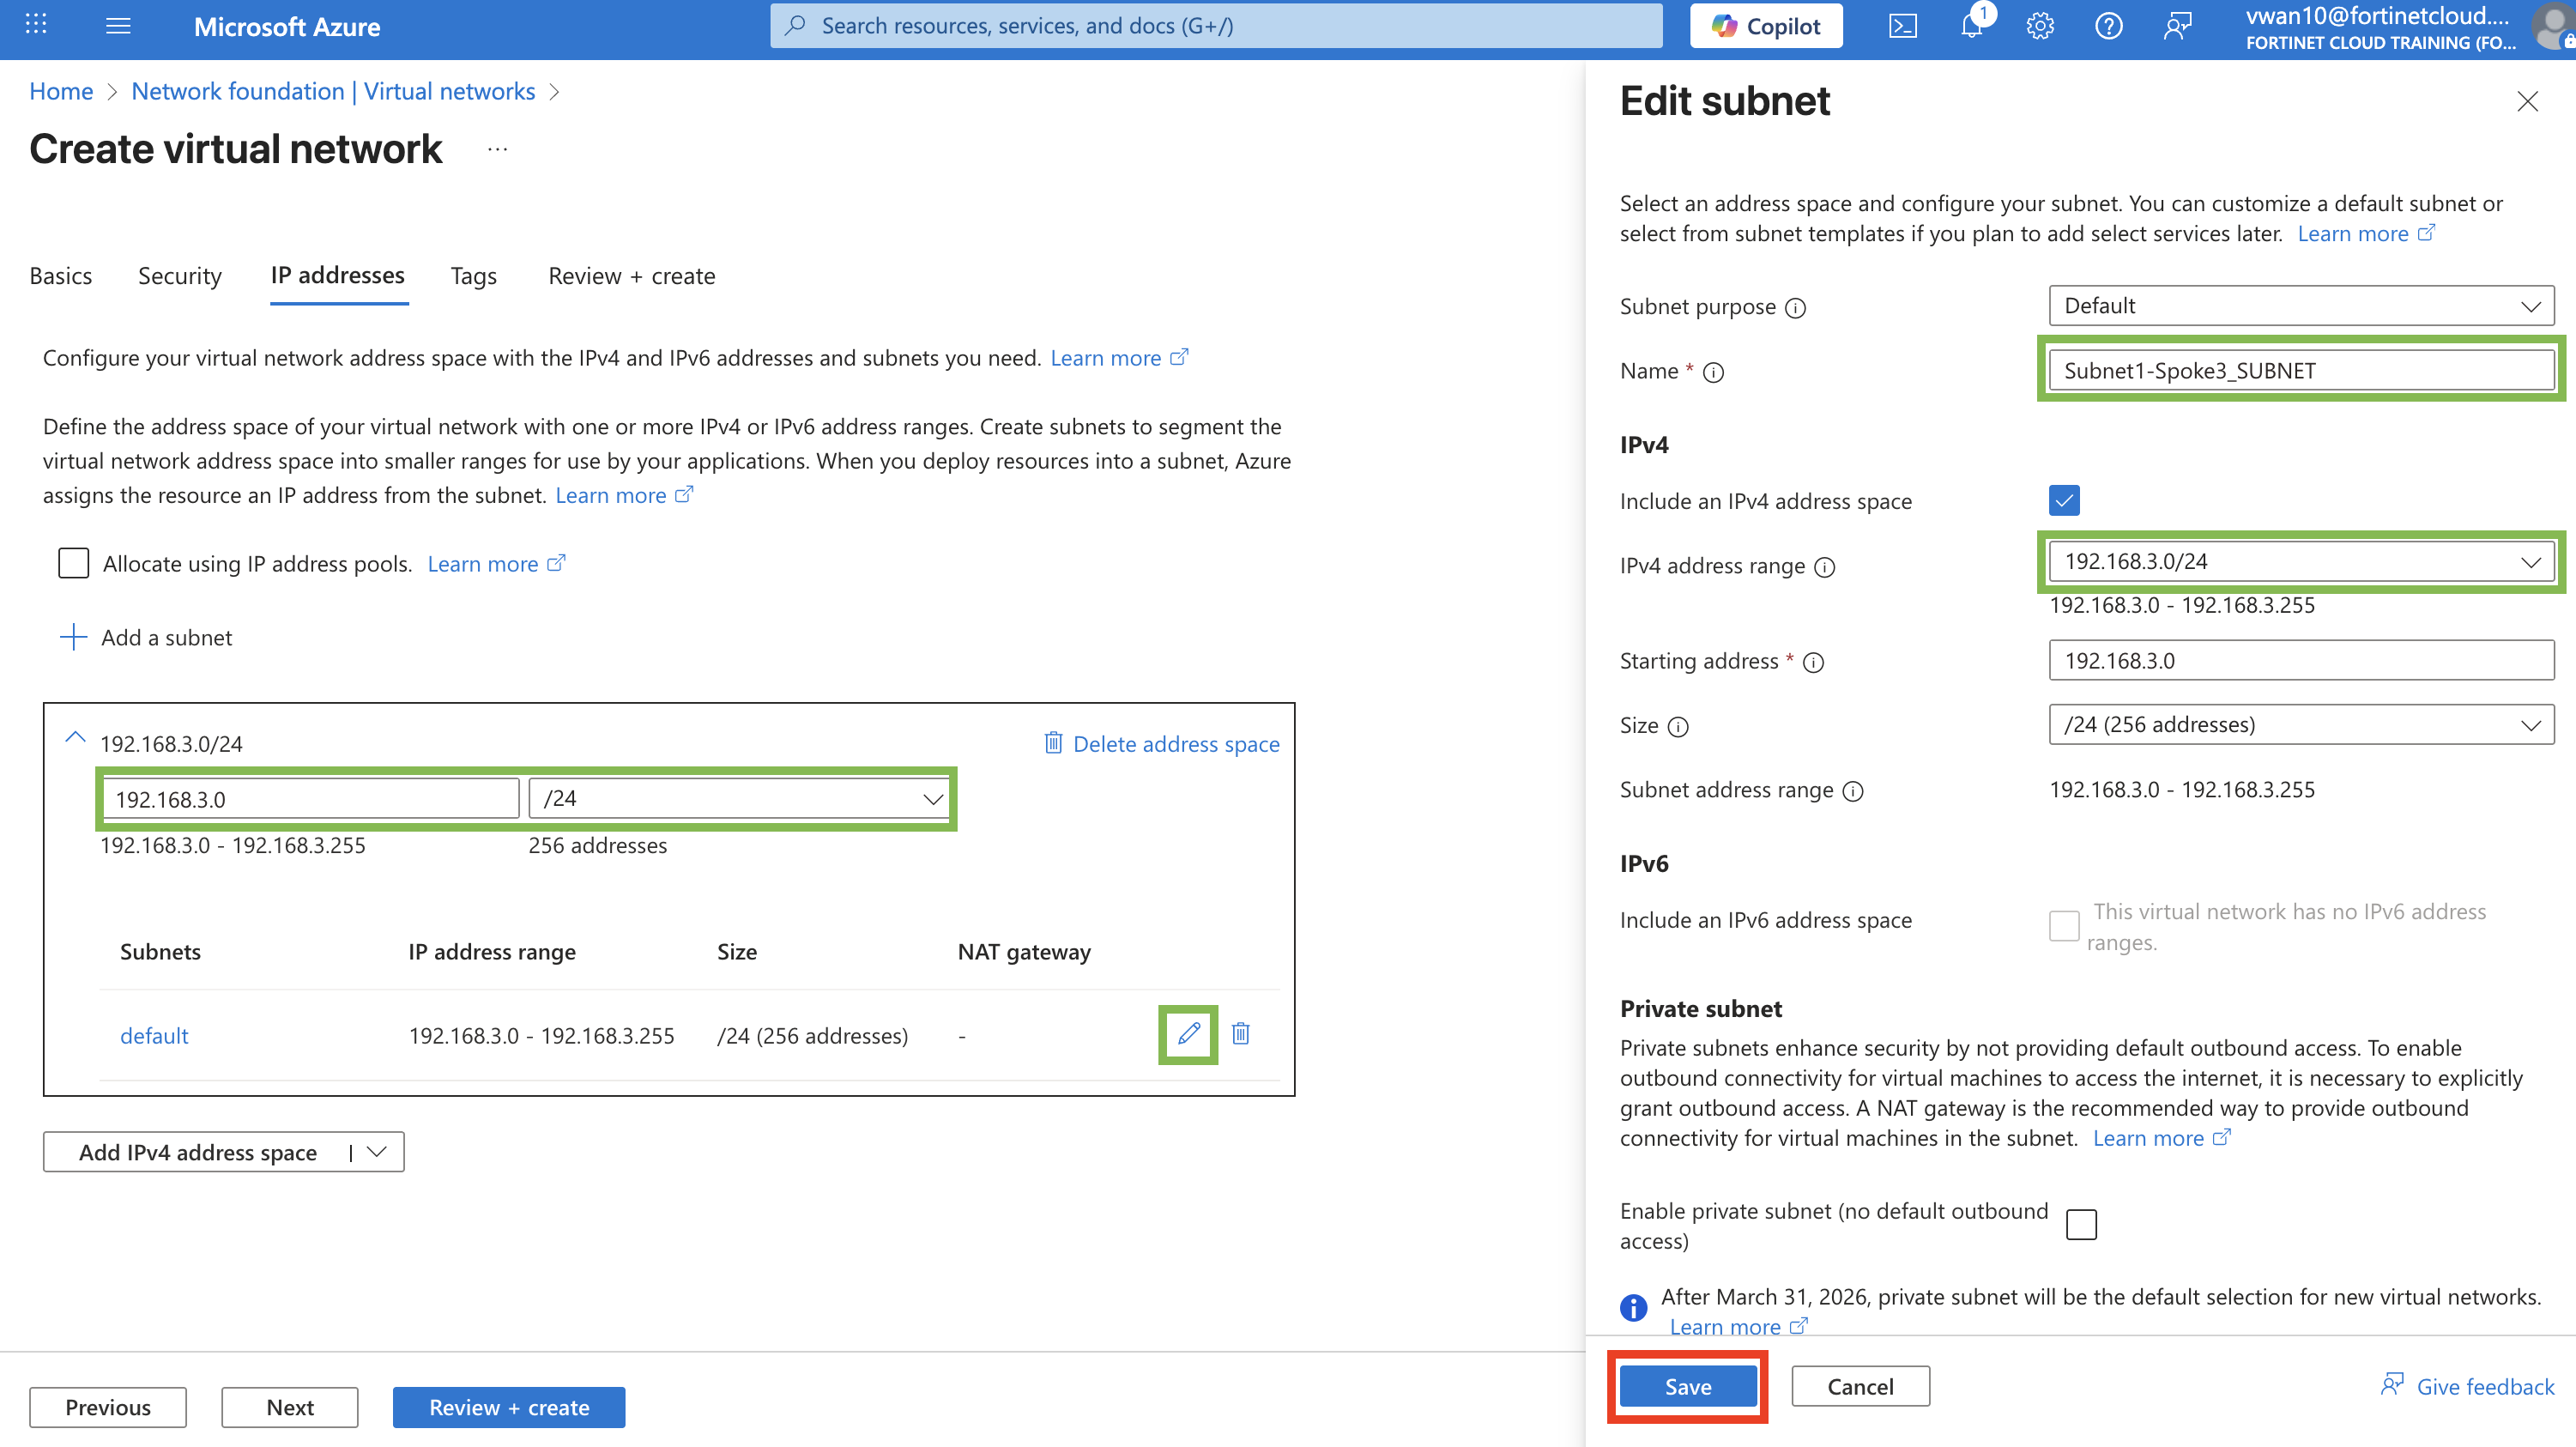 Microsoft Azure
Search resources, services, and docs (G+/)
Copilot
1
vwan10@fortinetcloud....
FORTINET CLOUD TRAINING (FO...
Home > Network foundation | Virtual networks >
Create virtual network ...
Basics Security IP addresses Tags Review + create
Configure your virtual network address space with the IPv4 and IPv6 addresses and subnets you need. Learn more
Define the address space of your virtual network with one or more IPv4 or IPv6 address ranges. Create subnets to segment the
virtual network address space into smaller ranges for use by your applications. When you deploy resources into a subnet, Azure
assigns the resource an IP address from the subnet. Learn more
Allocate using IP address pools. Learn more
+ Add a subnet
192.168.3.0/24 Delete address space
192.168.3.0 /24
192.168.3.0 - 192.168.3.255 256 addresses
Subnets IP address range Size NAT gateway
default 192.168.3.0 - 192.168.3.255 /24 (256 addresses) -
Add IPv4 address space |
Previous Next Review + create
Edit subnet
Select an address space and configure your subnet. You can customize a default subnet or
select from subnet templates if you plan to add select services later. Learn more
Subnet purpose Default
Name * Subnet1-Spoke3_SUBNET
IPv4
Include an IPv4 address space
IPv4 address range 192.168.3.0/24
192.168.3.0 - 192.168.3.255
Starting address * 192.168.3.0
Size /24 (256 addresses)
Subnet address range 192.168.3.0 - 192.168.3.255
IPv6
Include an IPv6 address space This virtual network has no IPv6 address
ranges.
Private subnet
Private subnets enhance security by not providing default outbound access. To enable
outbound connectivity for virtual machines to access the internet, it is necessary to explicitly
grant outbound access. A NAT gateway is the recommended way to provide outbound
connectivity for virtual machines in the subnet. Learn more
Enable private subnet (no default outbound
access)
After March 31, 2026, private subnet will be the default selection for new virtual networks.
Learn more
Save Cancel Give feedback